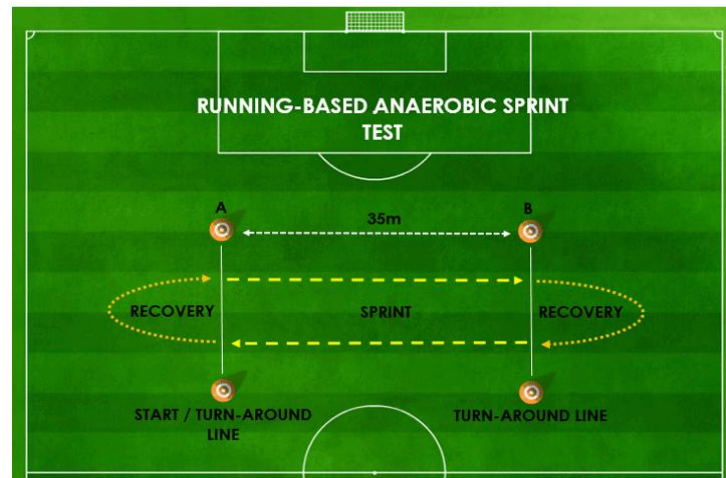 RUNNING-BASED ANAEROBIC SPRINT
TEST
A
B
35m
RECOVERY
SPRINT
RECOVERY
START / TURN-AROUND
LINE
TURN-AROUND LINE